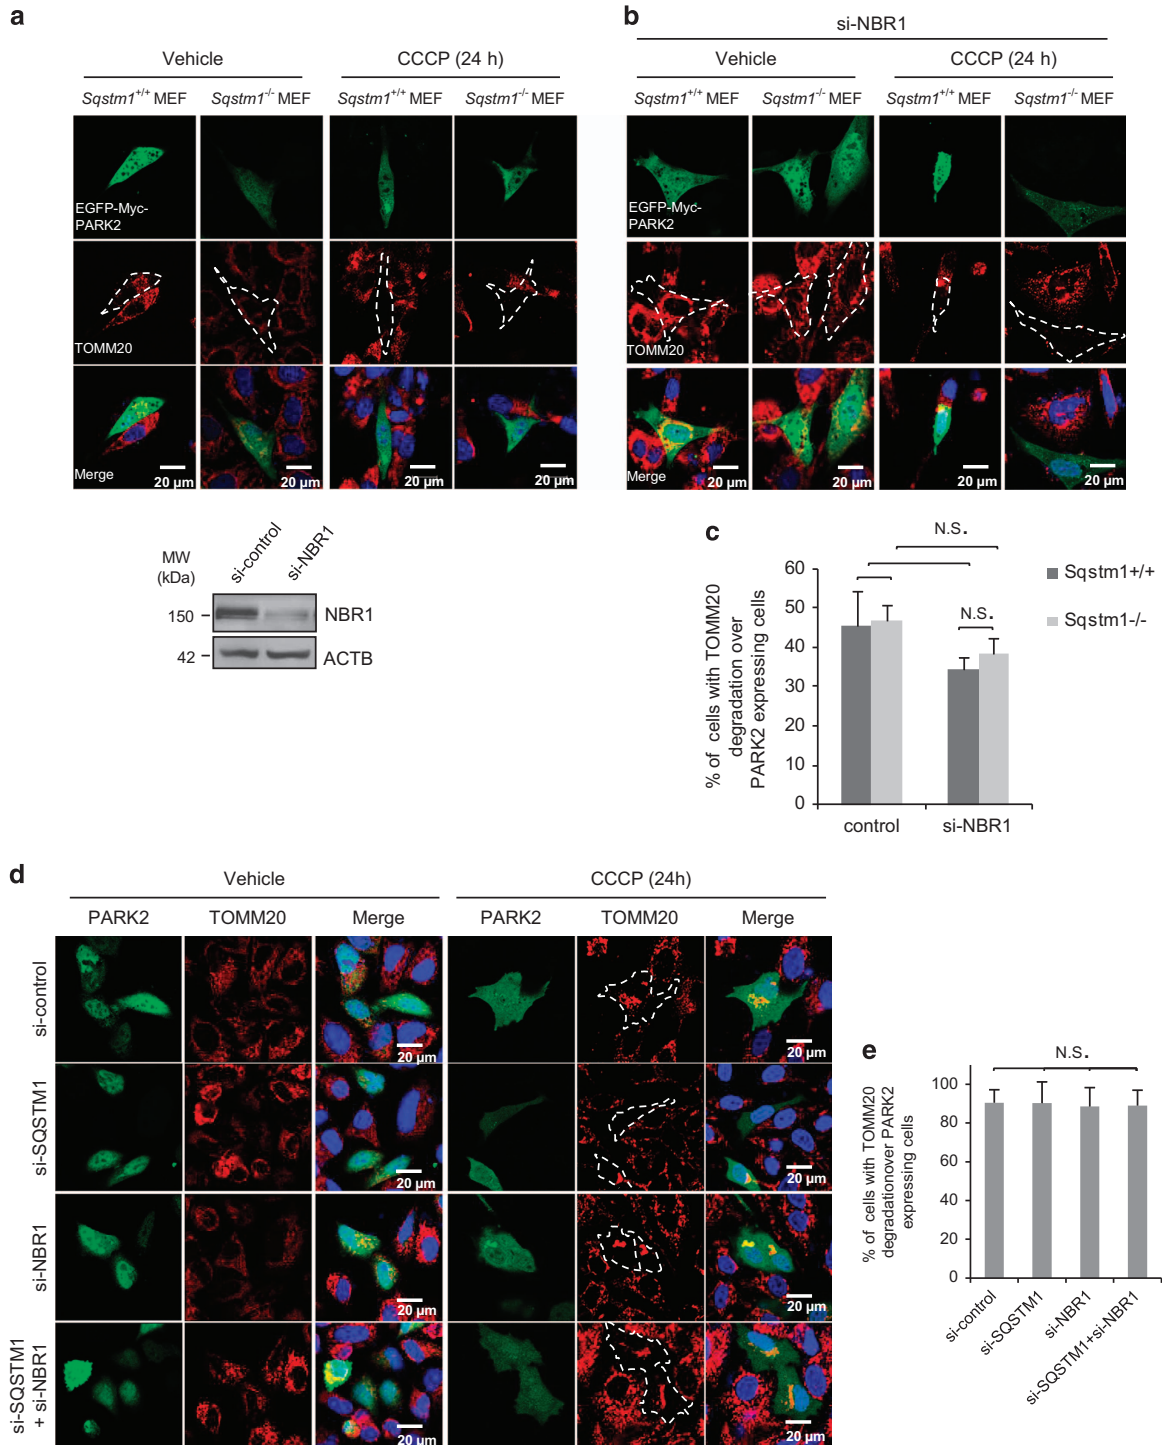 a
Vehicle
CCCP (24 h)
Sqstm1+/+ MEF
Sqstm1-/- MEF
Sqstm1+/+ MEF
Sqstm1-/- MEF
EGFP-Myc-
PARK2
TOMM20
Merge
20 µm
20 µm
20 µm
20 µm
MW
(kDa)
si-control
si-NBR1
150
NBR1
42
ACTB
b
si-NBR1
Vehicle
CCCP (24 h)
Sqstm1+/+ MEF
Sqstm1-/- MEF
Sqstm1+/+ MEF
Sqstm1-/- MEF
EGFP-Myc-
PARK2
TOMM20
Merge
20 µm
20 µm
20 µm
20 µm
c
N.S.
N.S.
Sqstm1+/+
Sqstm1-/-
% of cells with TOMM20
degradation over
PARK2 expressing cells
60
50
40
30
20
10
0
control
si-NBR1
d
Vehicle
CCCP (24h)
PARK2
TOMM20
Merge
PARK2
TOMM20
Merge
si-control
20 µm
20 µm
si-SQSTM1
20 µm
20 µm
si-NBR1
20 µm
20 µm
si-SQSTM1
+ si-NBR1
20 µm
20 µm
e
N.S.
% of cells with TOMM20
degradationover PARK2
expressing cells
100
80
60
40
20
0
si-control
si-SQSTM1
si-NBR1
si-SQSTM1+si-NBR1